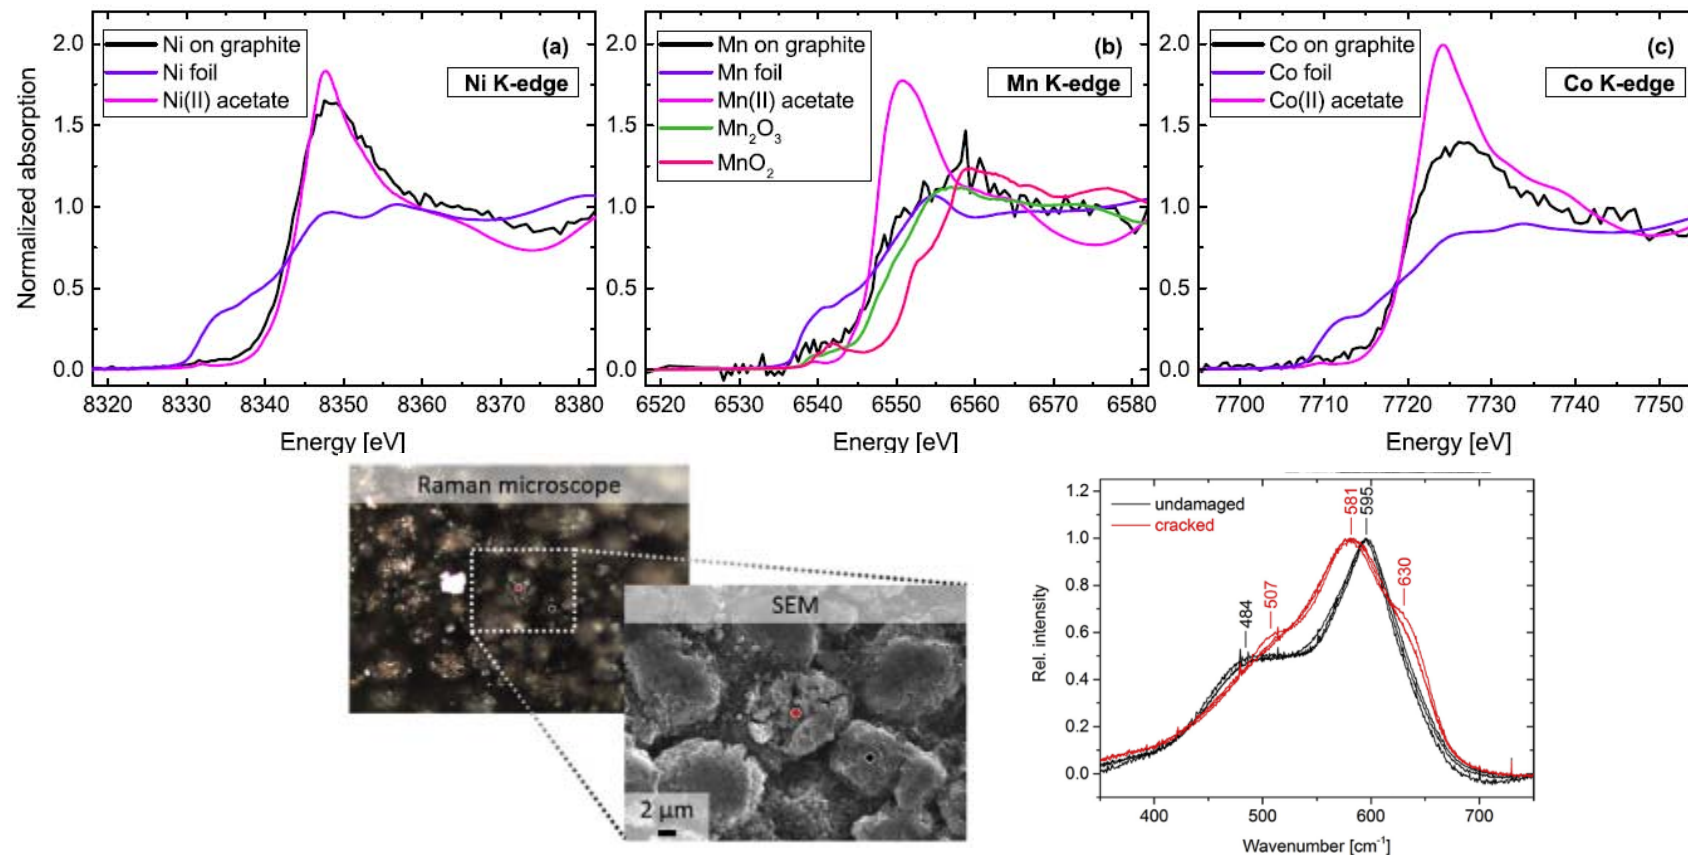 Ni on graphite
Ni foil
Ni(II) acetate
(a)
Ni K-edge
Normalized absorption
2.0
1.5
1.0
0.5
0.0
8320 8330 8340 8350 8360 8370 8380
Energy [eV]
Mn on graphite
Mn foil
Mn(II) acetate
Mn₂O₃
MnO₂
(b)
Mn K-edge
2.0
1.5
1.0
0.5
0.0
6520 6530 6540 6550 6560 6570 6580
Energy [eV]
Co on graphite
Co foil
Co(II) acetate
(c)
Co K-edge
2.0
1.5
1.0
0.5
0.0
7700 7710 7720 7730 7740 7750
Energy [eV]
Raman microscope
SEM
2 µm
undamaged
cracked
484
507
581
595
630
Rel. intensity
1.2
1.0
0.8
0.6
0.4
0.2
0.0
400 500 600 700
Wavenumber [cm⁻¹]